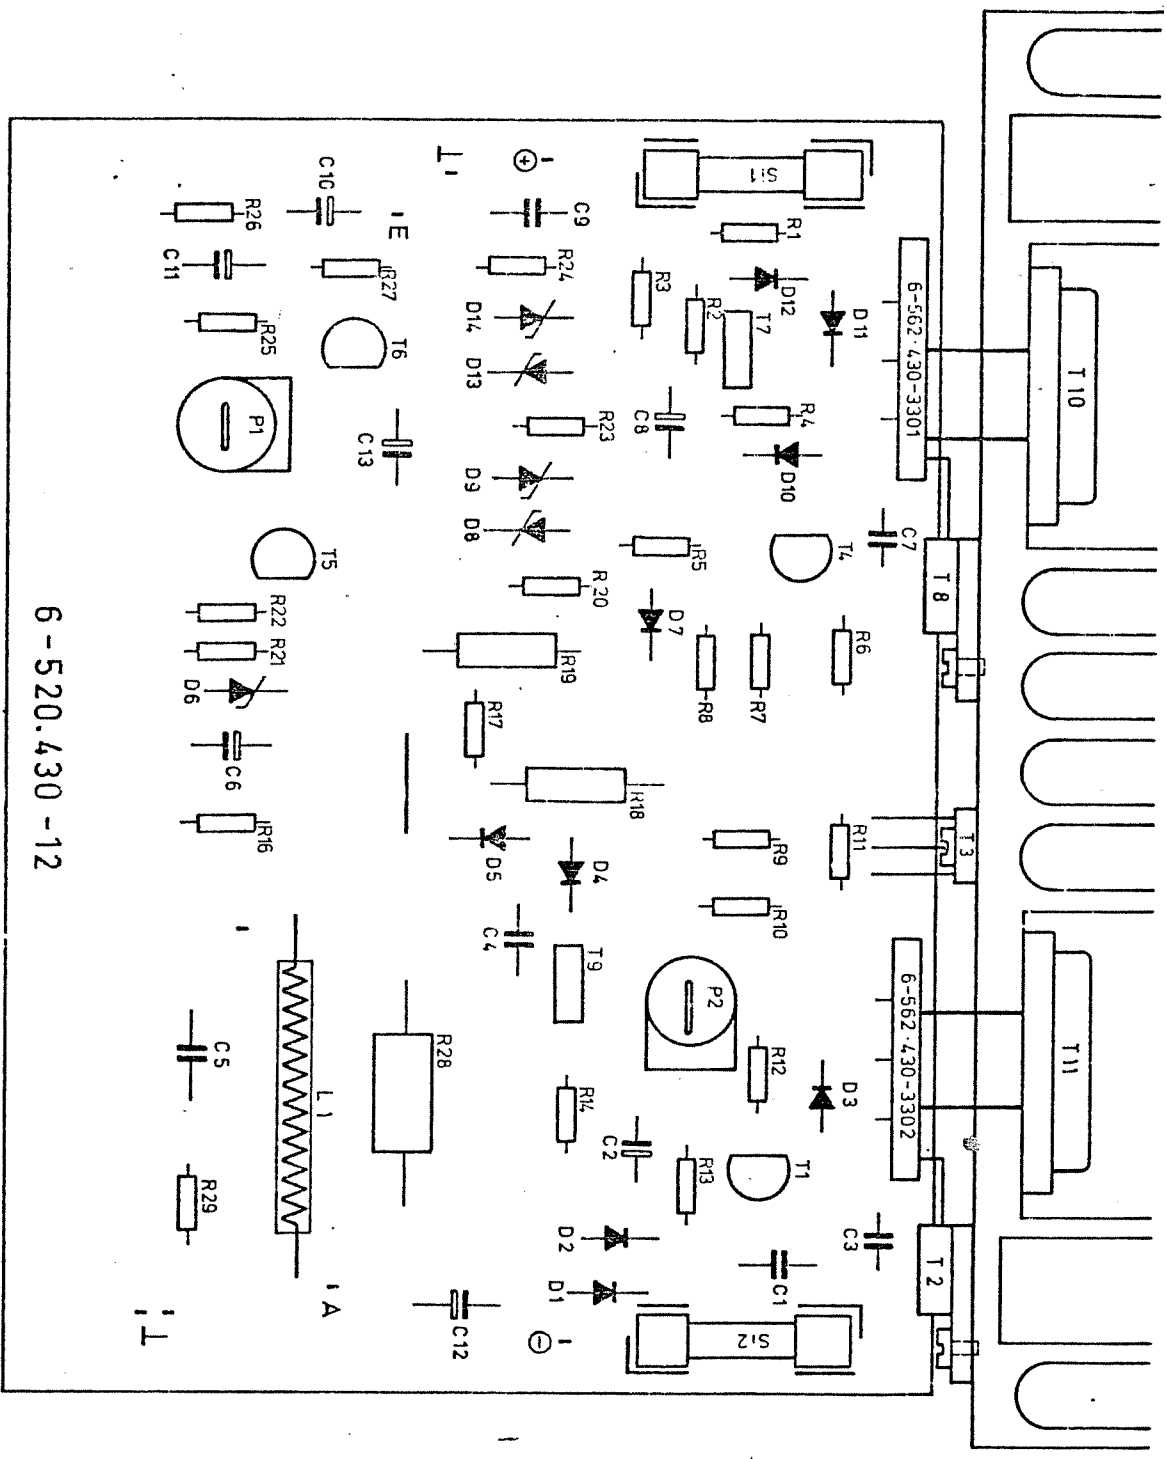 T10
T 8
T 3
T11
T 2
6-562·430-3301
6-562·430-3302
Si1
R1
D12
D11
T7
R2
R3
R4
C8
D10
T4
C7
R5
D7
R6
R7
R8
R9
R10
R11
P2
R12
D3
T1
R13
C3
C1
Si2
C9
R24
D14
D13
R23
D9
D8
R20
R19
R17
R18
D5
D4
C4
T9
R14
C2
D2
D1
C12
C10
R26
E
C11
R27
R25
T6
P1
C13
T5
R22
R21
D6
C6
R16
R28
L1
C5
R29
A
+
−
6-520.430-12